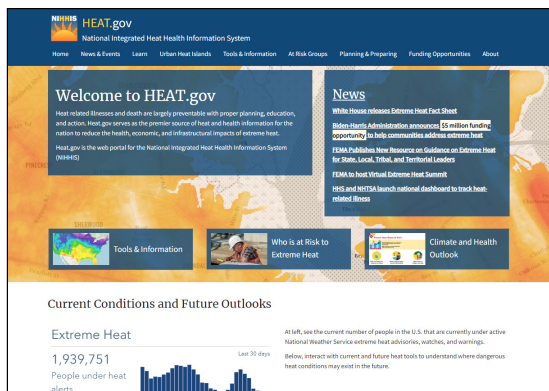 NIHHIS
HEAT.gov
National Integrated Heat Health Information System
Home News & Events Learn Urban Heat Islands Tools & Information At Risk Groups Planning & Preparing Funding Opportunities About
Welcome to HEAT.gov
Heat related illnesses and death are largely preventable with proper planning, education,
and action. Heat.gov serves as the premier source of heat and health information for the
nation to reduce the health, economic, and infrastructural impacts of extreme heat.
Heat.gov is the web portal for the National Integrated Heat Health Information System
(NIHHIS)
News
White House releases Extreme Heat Fact Sheet
Biden-Harris Administration announces $5 million funding
opportunity to help communities address extreme heat
FEMA Publishes New Resource on Guidance on Extreme Heat
for State, Local, Tribal, and Territorial Leaders
FEMA to host Virtual Extreme Heat Summit
HHS and NHTSA launch national dashboard to track heat-
related illness
Tools & Information
Who is at Risk to
Extreme Heat
Climate and Health
Outlook
Current Conditions and Future Outlooks
Extreme Heat
1,939,751
People under heat
alerts
Last 30 days
At left, see the current number of people in the U.S. that are currently under active
National Weather Service extreme heat advisories, watches, and warnings.
Below, interact with current and future heat tools to understand where dangerous
heat conditions may exist in the future.